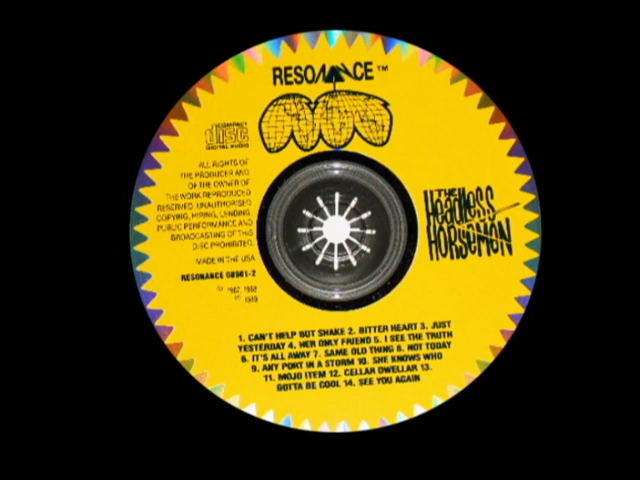 RESONANCE™
COMPACT
disc
DIGITAL AUDIO
ALL RIGHTS OF
THE PRODUCER AND
OF THE OWNER OF
THE WORK REPRODUCED
RESERVED. UNAUTHORISED
COPYING, HIRING, LENDING,
PUBLIC PERFORMANCE AND
BROADCASTING OF THIS
DISC PROHIBITED.
MADE IN THE USA
RESONANCE 08981-2
© 1987, 1988
℗ 1989
THE
HEADLESS
HORSEMEN
1. CAN'T HELP BUT SHAKE 2. BITTER HEART 3. JUST
YESTERDAY 4. HER ONLY FRIEND 5. I SEE THE TRUTH
6. IT'S ALL AWAY 7. SAME OLD THING 8. NOT TODAY
9. ANY PORT IN A STORM 10. SHE KNOWS WHO
11. MOJO ITEM 12. CELLAR DWELLAR 13.
GOTTA BE COOL 14. SEE YOU AGAIN